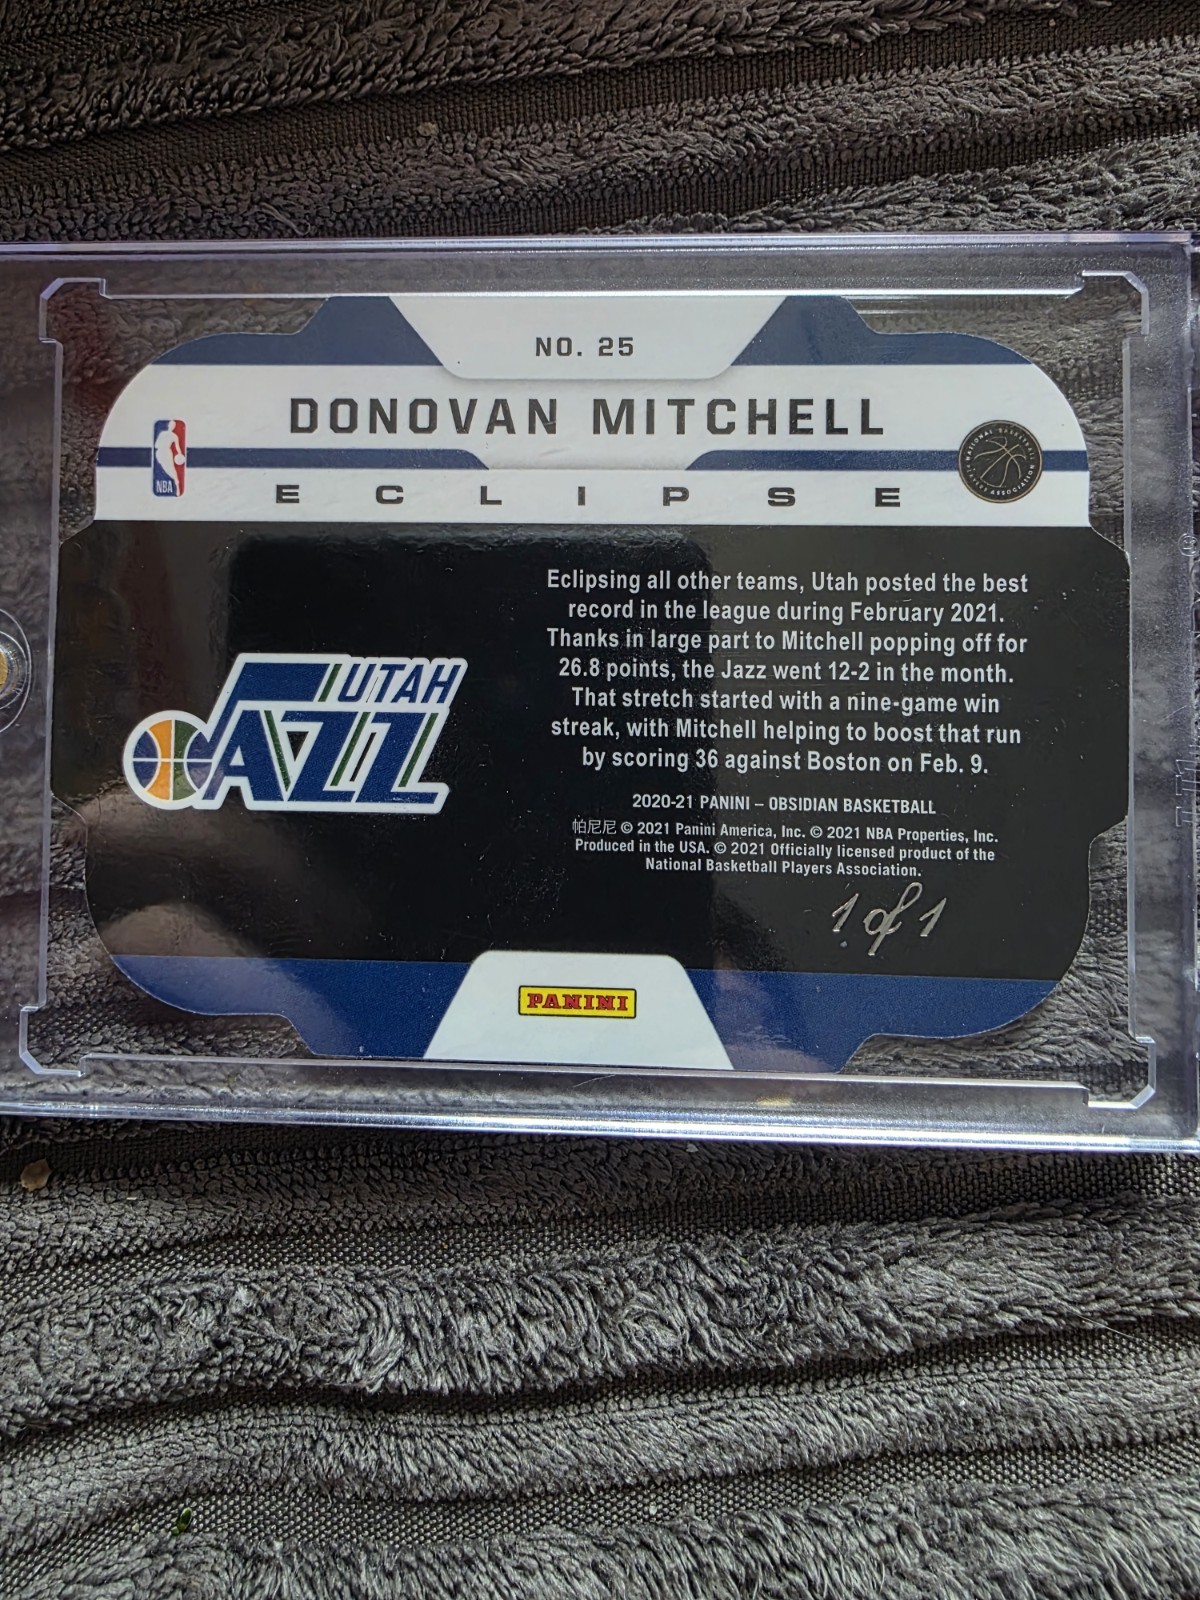 NO. 25
DONOVAN MITCHELL
NBA
NATIONAL BASKETBALL
PLAYERS ASSOCIATION
ECLIPSE
Eclipsing all other teams, Utah posted the best
record in the league during February 2021.
Thanks in large part to Mitchell popping off for
26.8 points, the Jazz went 12-2 in the month.
That stretch started with a nine-game win
streak, with Mitchell helping to boost that run
by scoring 36 against Boston on Feb. 9.
UTAH
JAZZ
2020-21 PANINI – OBSIDIAN BASKETBALL
帕尼尼 © 2021 Panini America, Inc. © 2021 NBA Properties, Inc.
Produced in the USA. © 2021 Officially licensed product of the
National Basketball Players Association.
1 of 1
PANINI